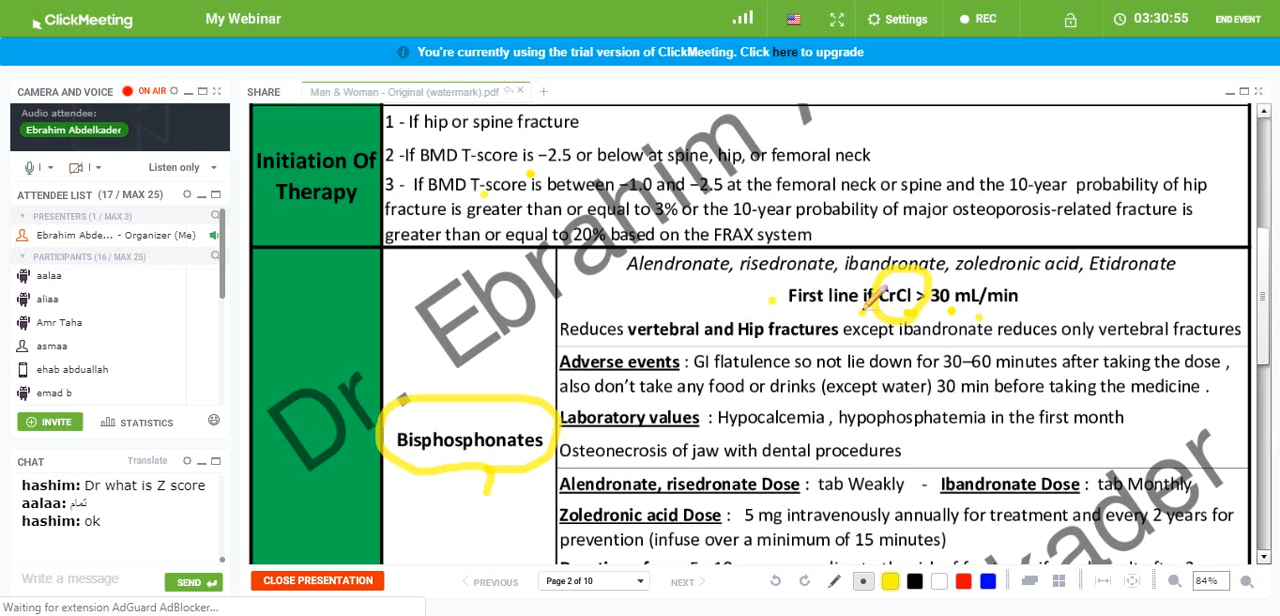 ClickMeeting My Webinar Settings REC 03:30:55 END EVENT
You're currently using the trial version of ClickMeeting. Click here to upgrade
CAMERA AND VOICE ON AIR
Audio attendee:
Ebrahim Abdelkader
Listen only
ATTENDEE LIST (17 / MAX 25)
PRESENTERS (1 / MAX 3)
Ebrahim Abde... - Organizer (Me)
PARTICIPANTS (16 / MAX 25)
aalaa
aliaa
Amr Taha
asmaa
ehab abduallah
emad b
INVITE STATISTICS
CHAT Translate
hashim: Dr what is Z score
aalaa: تمام
hashim: ok
Write a message SEND
SHARE Man & Woman - Original (watermark).pdf
Initiation Of
Therapy
1 - If hip or spine fracture
2 -If BMD T-score is −2.5 or below at spine, hip, or femoral neck
3 - If BMD T-score is between −1.0 and −2.5 at the femoral neck or spine and the 10-year probability of hip
fracture is greater than or equal to 3% or the 10-year probability of major osteoporosis-related fracture is
greater than or equal to 20% based on the FRAX system
Bisphosphonates
Alendronate, risedronate, ibandronate, zoledronic acid, Etidronate
First line if CrCl > 30 mL/min
Reduces vertebral and Hip fractures except ibandronate reduces only vertebral fractures
Adverse events : GI flatulence so not lie down for 30–60 minutes after taking the dose ,
also don't take any food or drinks (except water) 30 min before taking the medicine .
Laboratory values : Hypocalcemia , hypophosphatemia in the first month
Osteonecrosis of jaw with dental procedures
Alendronate, risedronate Dose : tab Weakly - Ibandronate Dose : tab Monthly
Zoledronic acid Dose : 5 mg intravenously annually for treatment and every 2 years for
prevention (infuse over a minimum of 15 minutes)
Dr. Ebrahim
kader
CLOSE PRESENTATION PREVIOUS Page 2 of 10 NEXT 84%
Waiting for extension AdGuard AdBlocker...